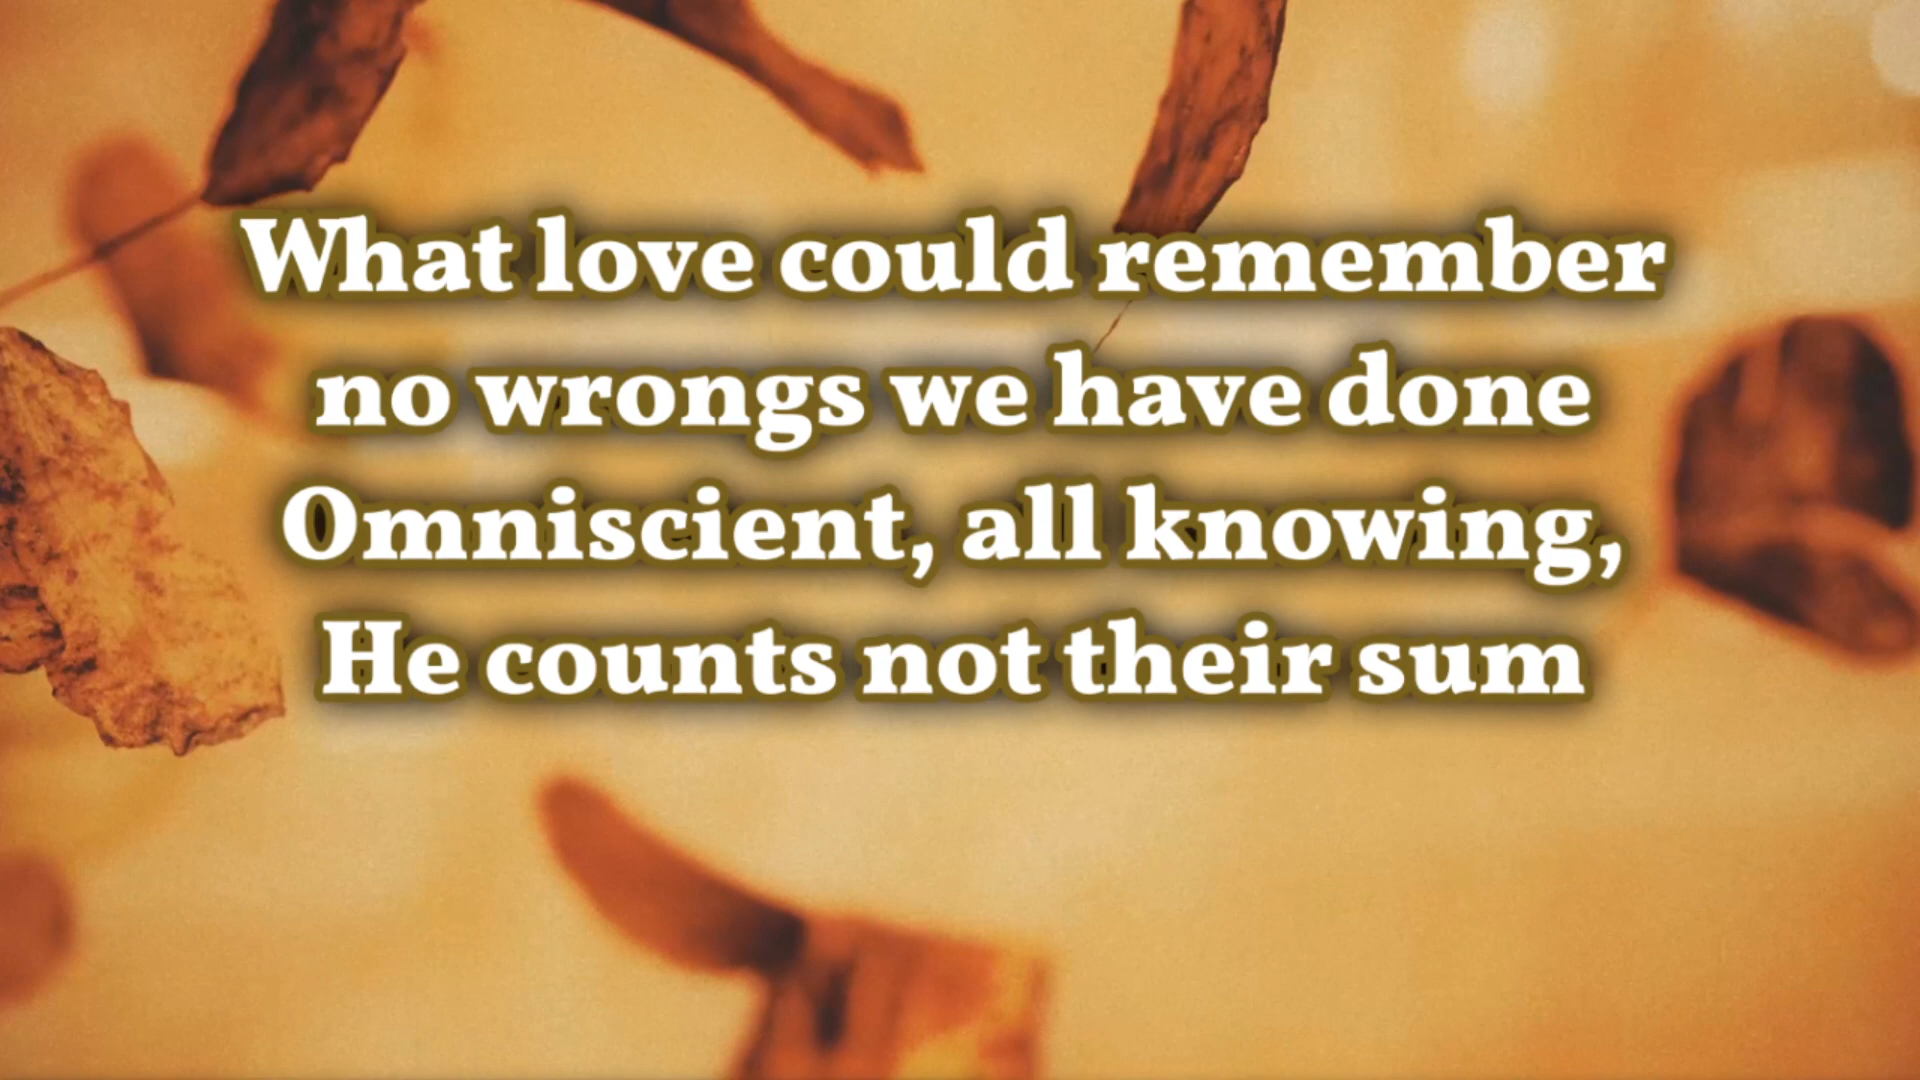 What love could remember
no wrongs we have done
Omniscient, all knowing,
He counts not their sum